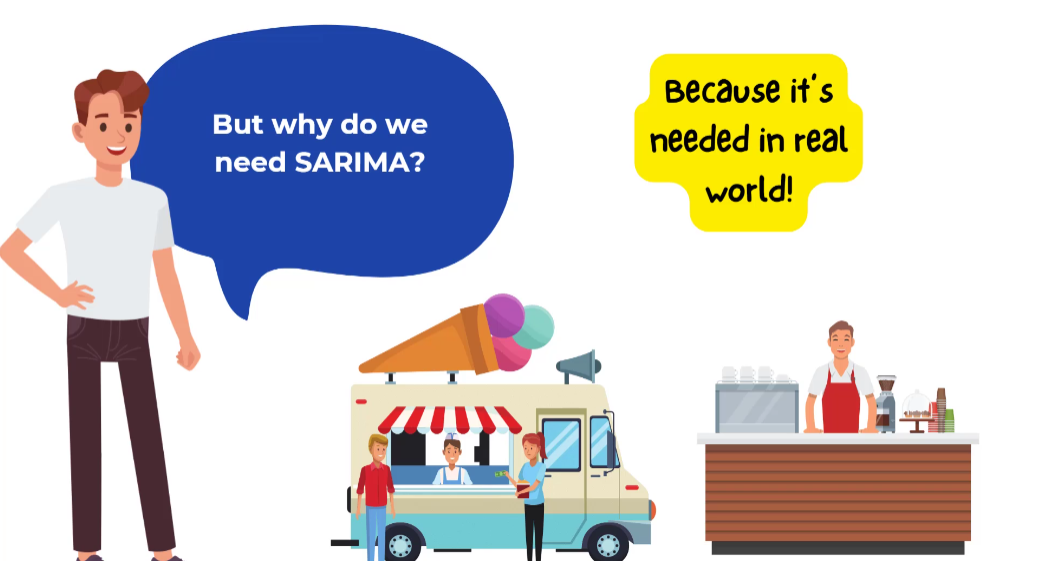 But why do we
need SARIMA?
Because it's
needed in real
world!